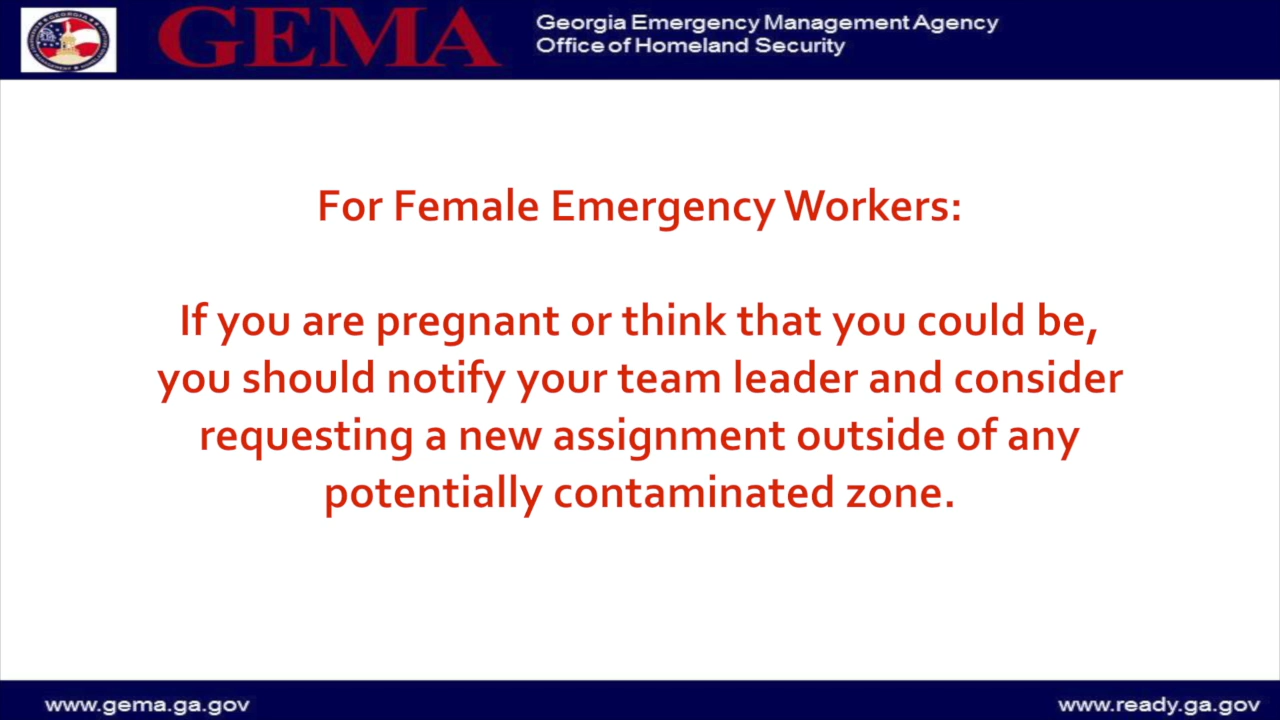 GEMA
Georgia Emergency Management Agency
Office of Homeland Security
For Female Emergency Workers:
If you are pregnant or think that you could be,
you should notify your team leader and consider
requesting a new assignment outside of any
potentially contaminated zone.
www.gema.ga.gov
www.ready.ga.gov